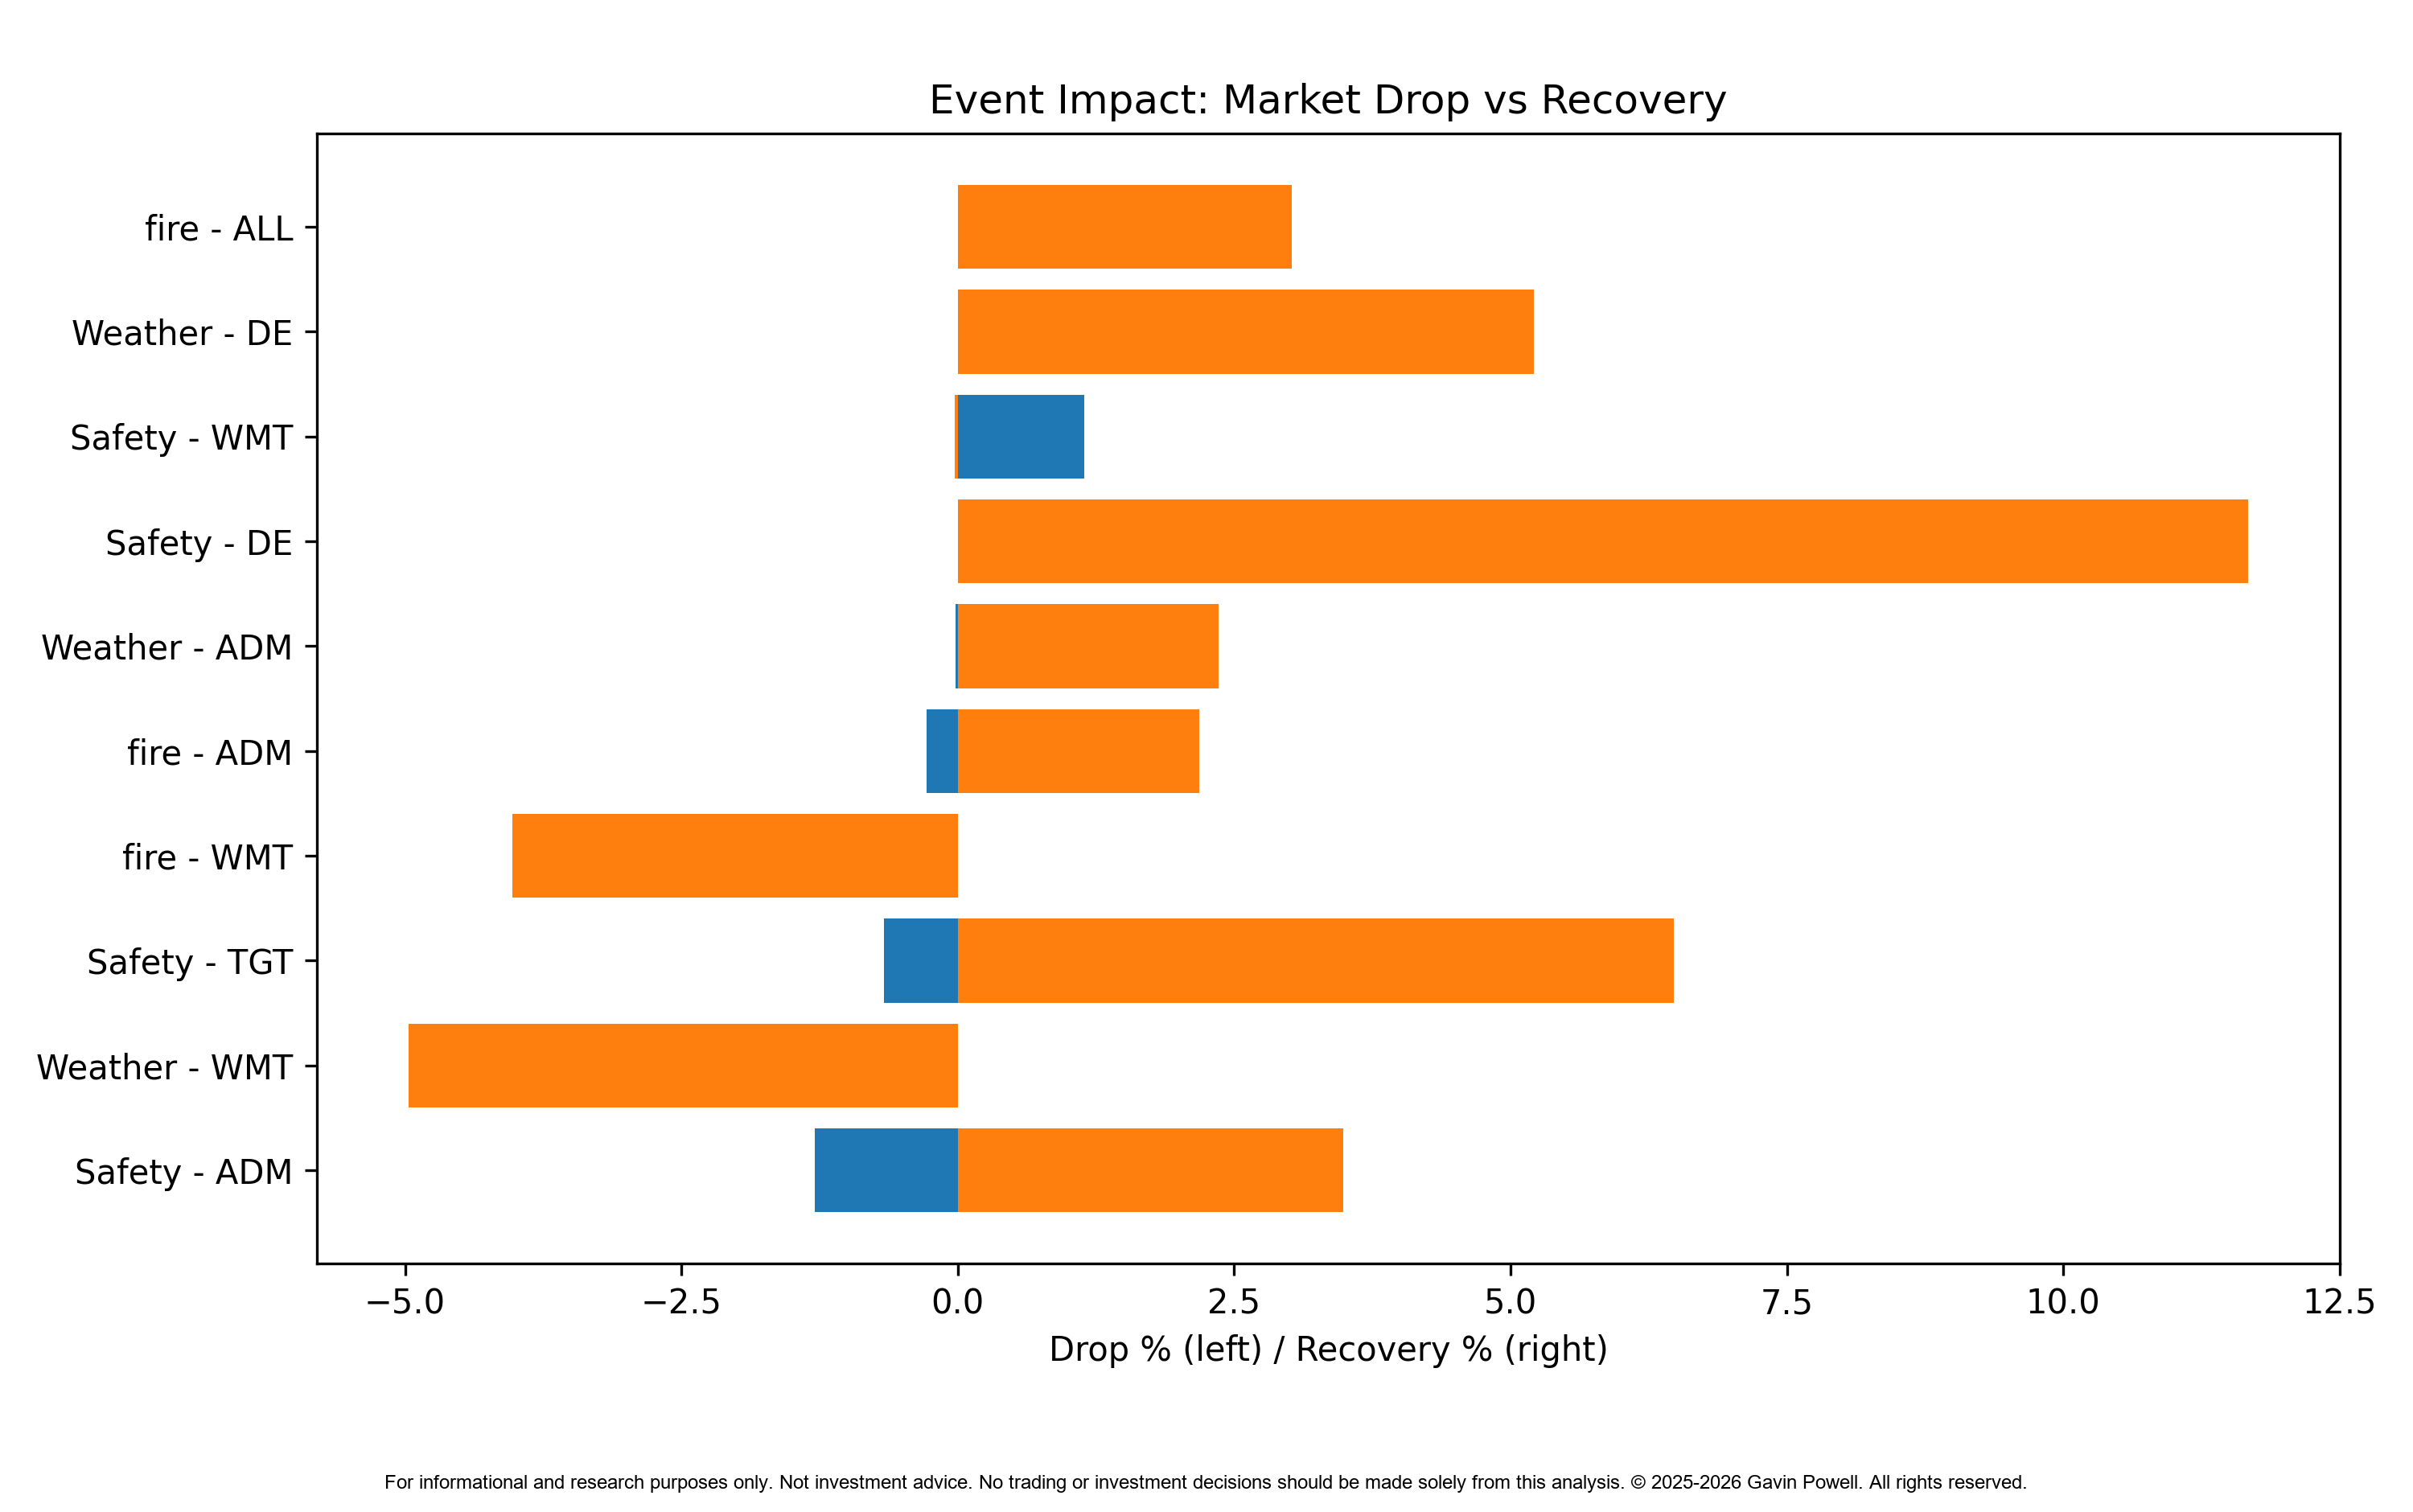 Event Impact: Market Drop vs Recovery
fire - ALL
Weather - DE
Safety - WMT
Safety - DE
Weather - ADM
fire - ADM
fire - WMT
Safety - TGT
Weather - WMT
Safety - ADM
−5.0 −2.5 0.0 2.5 5.0 7.5 10.0 12.5
Drop % (left) / Recovery % (right)
For informational and research purposes only. Not investment advice. No trading or investment decisions should be made solely from this analysis. © 2025-2026 Gavin Powell. All rights reserved.